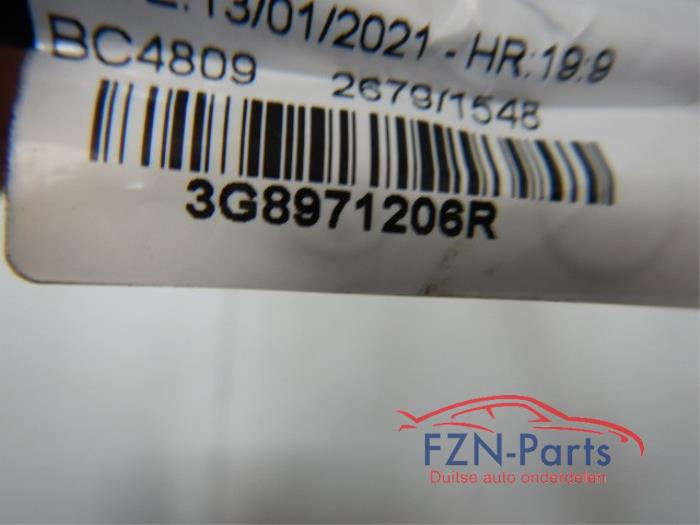 13/01/2021 - HR:19:9
BC4809 2679/1548
3G8971206R
FZN-Parts
Duitse auto onderdelen